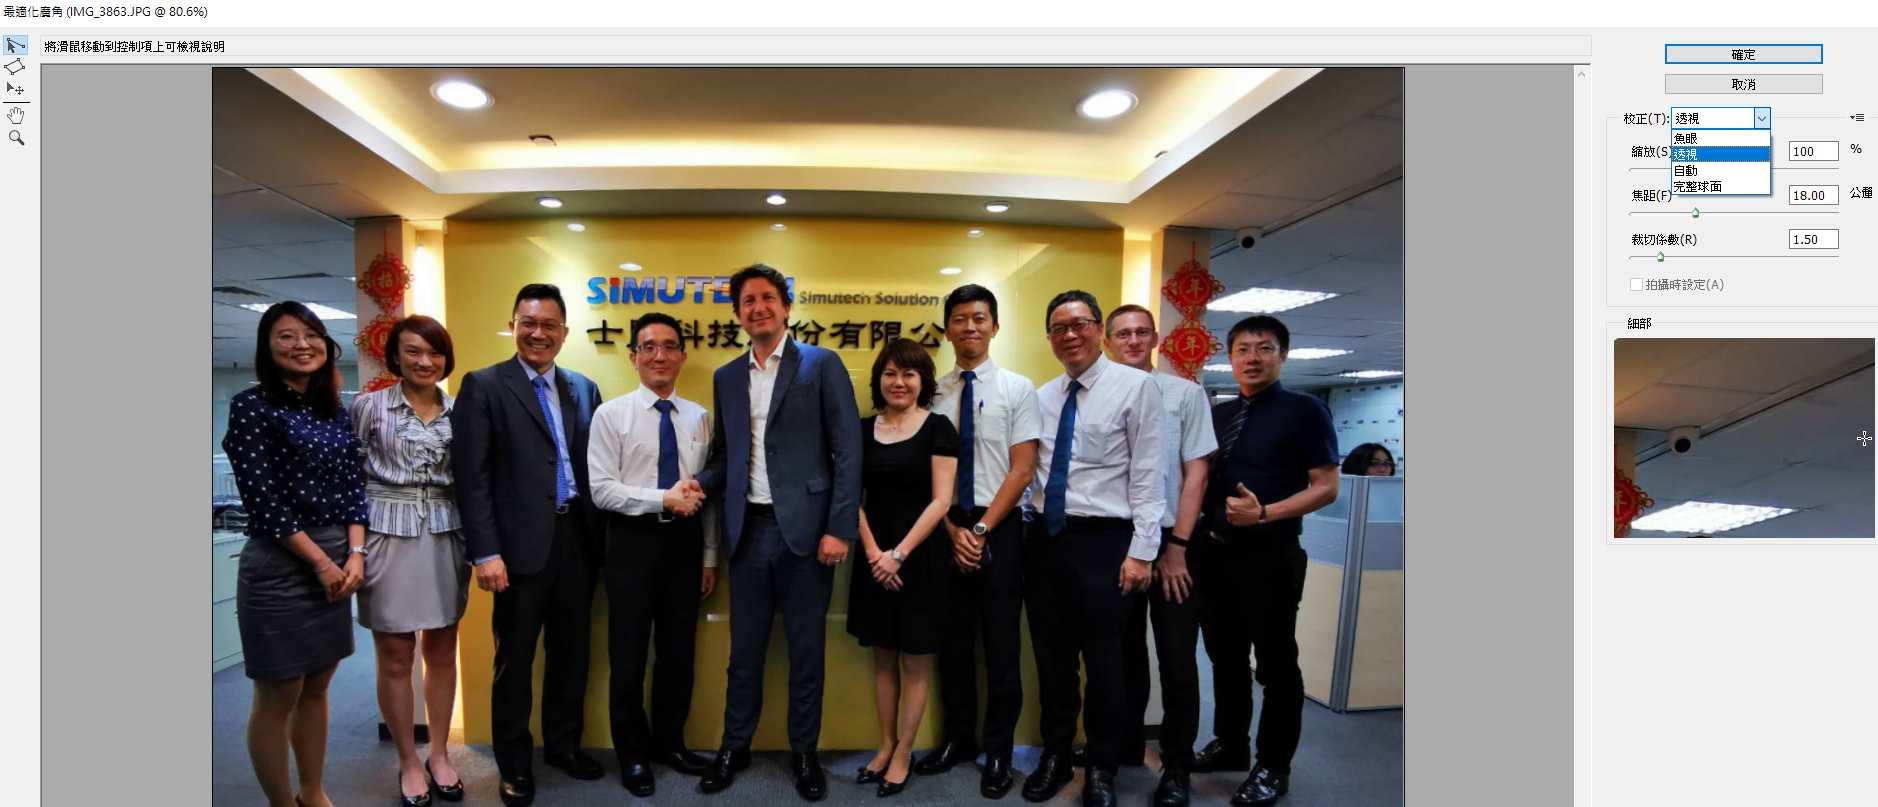 最適化廣角 (IMG_3863.JPG @ 80.6%)
將滑鼠移動到控制項上可檢視說明
確定
取消
校正(T): 透視
魚眼
透視
自動
完整球面
縮放(S) 100 %
焦距(F) 18.00 公釐
裁切係數(R) 1.50
拍攝時設定(A)
細部
Simutech Solution
科技 份有限公
年
年